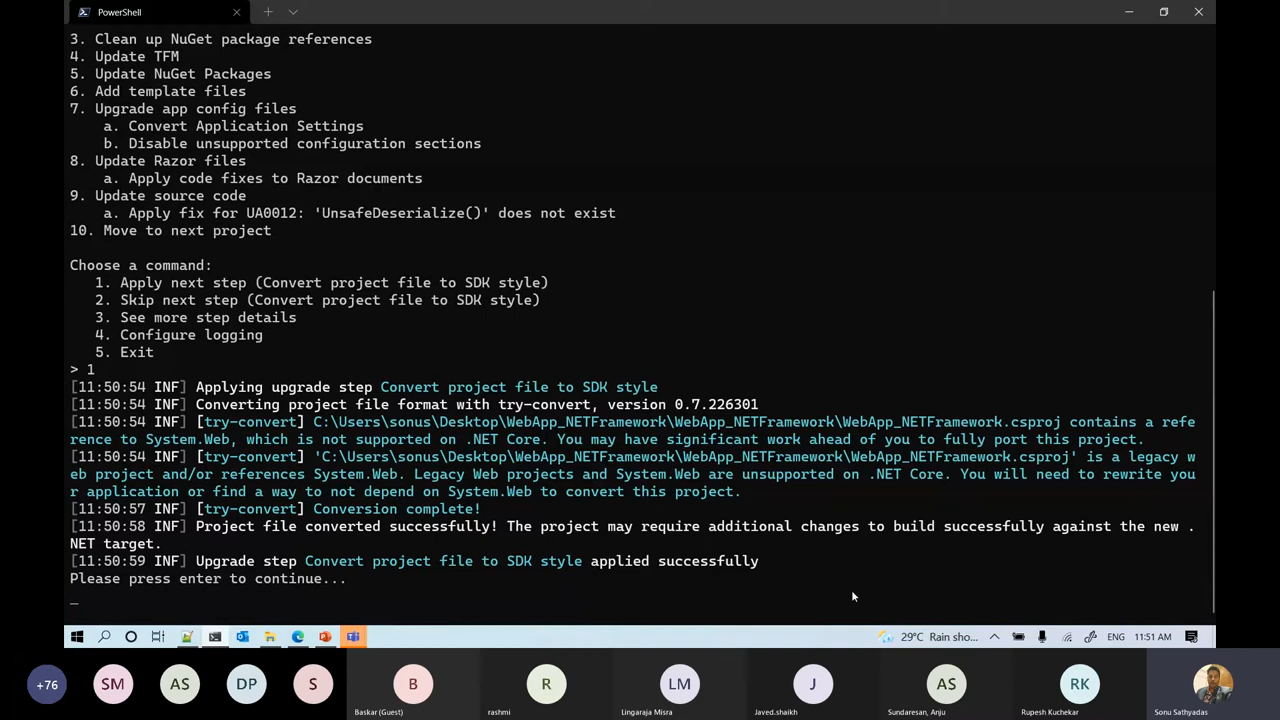 PowerShell
3. Clean up NuGet package references
4. Update TFM
5. Update NuGet Packages
6. Add template files
7. Upgrade app config files
a. Convert Application Settings
b. Disable unsupported configuration sections
8. Update Razor files
a. Apply code fixes to Razor documents
9. Update source code
a. Apply fix for UA0012: 'UnsafeDeserialize()' does not exist
10. Move to next project
Choose a command:
1. Apply next step (Convert project file to SDK style)
2. Skip next step (Convert project file to SDK style)
3. See more step details
4. Configure logging
5. Exit
> 1
[11:50:54 INF] Applying upgrade step Convert project file to SDK style
[11:50:54 INF] Converting project file format with try-convert, version 0.7.226301
[11:50:54 INF] [try-convert] C:\Users\sonus\Desktop\WebApp_NETFramework\WebApp_NETFramework\WebApp_NETFramework.csproj contains a refe
rence to System.Web, which is not supported on .NET Core. You may have significant work ahead of you to fully port this project.
[11:50:54 INF] [try-convert] 'C:\Users\sonus\Desktop\WebApp_NETFramework\WebApp_NETFramework\WebApp_NETFramework.csproj' is a legacy w
eb project and/or references System.Web. Legacy Web projects and System.Web are unsupported on .NET Core. You will need to rewrite you
r application or find a way to not depend on System.Web to convert this project.
[11:50:57 INF] [try-convert] Conversion complete!
[11:50:58 INF] Project file converted successfully! The project may require additional changes to build successfully against the new .
NET target.
[11:50:59 INF] Upgrade step Convert project file to SDK style applied successfully
Please press enter to continue...
_
29°C Rain sho... ENG 11:51 AM
+76 SM AS DP S B R LM J AS RK
Baskar (Guest) rashmi Lingaraja Misra Javed.shaikh Sundaresan, Anju Rupesh Kuchekar Sonu Sathyadas